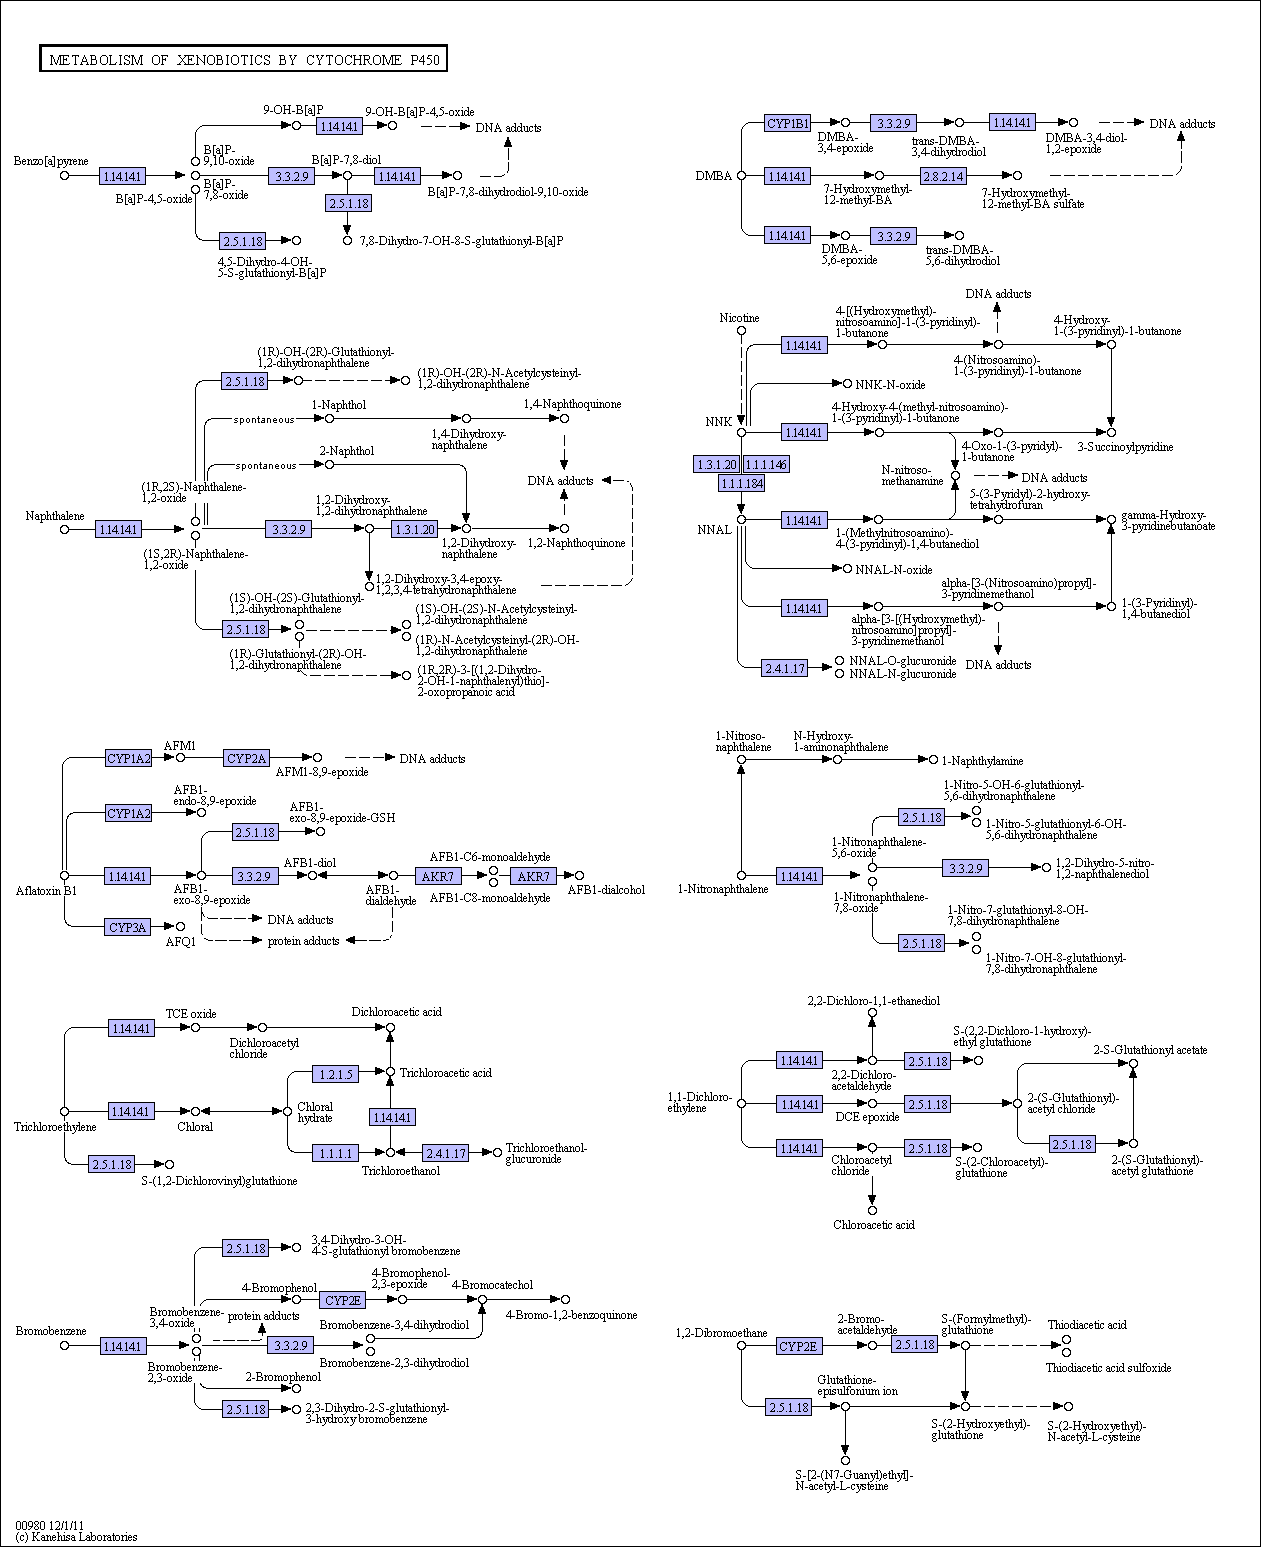 METABOLISM OF XENOBIOTICS BY CYTOCHROME P450
9-OH-B[a]P
9-OH-B[a]P-4,5-oxide
1.14.14.1
DNA adducts
B[a]P-
9,10-oxide
B[a]P-7,8-diol
Benzo[a]pyrene
1.14.14.1
3.3.2.9
1.14.14.1
B[a]P-
7,8-oxide
B[a]P-4,5-oxide
B[a]P-7,8-dihydrodiol-9,10-oxide
2.5.1.18
2.5.1.18
7,8-Dihydro-7-OH-8-S-glutathionyl-B[a]P
4,5-Dihydro-4-OH-
5-S-glutathionyl-B[a]P
CYP1B1
3.3.2.9
1.14.14.1
DNA adducts
DMBA-
3,4-epoxide
trans-DMBA-
3,4-dihydrodiol
DMBA-3,4-diol-
1,2-epoxide
DMBA
1.14.14.1
2.8.2.14
7-Hydroxymethyl-
12-methyl-BA
7-Hydroxymethyl-
12-methyl-BA sulfate
1.14.14.1
3.3.2.9
DMBA-
5,6-epoxide
trans-DMBA-
5,6-dihydrodiol
(1R)-OH-(2R)-Glutathionyl-
1,2-dihydronaphthalene
2.5.1.18
(1R)-OH-(2R)-N-Acetylcysteinyl-
1,2-dihydronaphthalene
1-Naphthol
1,4-Naphthoquinone
spontaneous
1,4-Dihydroxy-
naphthalene
2-Naphthol
spontaneous
DNA adducts
(1R,2S)-Naphthalene-
1,2-oxide
1,2-Dihydroxy-
1,2-dihydronaphthalene
Naphthalene
1.14.14.1
3.3.2.9
1.3.1.20
1,2-Dihydroxy-
naphthalene
1,2-Naphthoquinone
(1S,2R)-Naphthalene-
1,2-oxide
1,2-Dihydroxy-3,4-epoxy-
1,2,3,4-tetrahydronaphthalene
(1S)-OH-(2S)-Glutathionyl-
1,2-dihydronaphthalene
(1S)-OH-(2S)-N-Acetylcysteinyl-
1,2-dihydronaphthalene
2.5.1.18
(1R)-N-Acetylcysteinyl-(2R)-OH-
1,2-dihydronaphthalene
(1R)-Glutathionyl-(2R)-OH-
1,2-dihydronaphthalene
(1R,2R)-3-[(1,2-Dihydro-
2-OH-1-naphthalenyl)thio]-
2-oxopropanoic acid
DNA adducts
Nicotine
4-[(Hydroxymethyl)-
nitrosoamino]-1-(3-pyridinyl)-
1-butanone
4-Hydroxy-
1-(3-pyridinyl)-1-butanone
1.14.14.1
4-(Nitrosoamino)-
1-(3-pyridinyl)-1-butanone
NNK-N-oxide
4-Hydroxy-4-(methyl-nitrosoamino)-
1-(3-pyridinyl)-1-butanone
NNK
1.14.14.1
4-Oxo-1-(3-pyridyl)-
1-butanone
3-Succinoylpyridine
1.3.1.20
1.1.1.146
1.1.1.184
N-nitroso-
methanamine
DNA adducts
5-(3-Pyridyl)-2-hydroxy-
tetrahydrofuran
NNAL
1.14.14.1
gamma-Hydroxy-
3-pyridinebutanoate
1-(Methylnitrosoamino)-
4-(3-pyridinyl)-1,4-butanediol
NNAL-N-oxide
alpha-[3-(Nitrosoamino)propyl]-
3-pyridinemethanol
1.14.14.1
1-(3-Pyridinyl)-
1,4-butanediol
alpha-[3-[(Hydroxymethyl)-
nitrosoamino]propyl]-
3-pyridinemethanol
2.4.1.17
NNAL-O-glucuronide
NNAL-N-glucuronide
DNA adducts
AFM1
CYP1A2
CYP2A
DNA adducts
AFM1-8,9-epoxide
AFB1-
endo-8,9-epoxide
CYP1A2
AFB1-
exo-8,9-epoxide-GSH
2.5.1.18
AFB1-diol
AFB1-C6-monoaldehyde
1.14.14.1
3.3.2.9
AKR7
AKR7
Aflatoxin B1
AFB1-
exo-8,9-epoxide
AFB1-
dialdehyde
AFB1-C8-monoaldehyde
AFB1-dialcohol
CYP3A
AFQ1
DNA adducts
protein adducts
1-Nitroso-
naphthalene
N-Hydroxy-
1-aminonaphthalene
1-Naphthylamine
1-Nitro-5-OH-6-glutathionyl-
5,6-dihydronaphthalene
2.5.1.18
1-Nitro-5-glutathionyl-6-OH-
5,6-dihydronaphthalene
1-Nitronaphthalene-
5,6-oxide
1-Nitronaphthalene
1.14.14.1
3.3.2.9
1,2-Dihydro-5-nitro-
1,2-naphthalenediol
1-Nitronaphthalene-
7,8-oxide
1-Nitro-7-glutathionyl-8-OH-
7,8-dihydronaphthalene
2.5.1.18
1-Nitro-7-OH-8-glutathionyl-
7,8-dihydronaphthalene
TCE oxide
Dichloroacetic acid
1.14.14.1
Dichloroacetyl
chloride
1.2.1.5
Trichloroacetic acid
1.14.14.1
Chloral
hydrate
1.14.14.1
Trichloroethylene
Chloral
1.1.1.1
2.4.1.17
Trichloroethanol-
glucuronide
Trichloroethanol
2.5.1.18
S-(1,2-Dichlorovinyl)glutathione
2,2-Dichloro-1,1-ethanediol
S-(2,2-Dichloro-1-hydroxy)-
ethyl glutathione
1.14.14.1
2.5.1.18
2-S-Glutathionyl acetate
2,2-Dichloro-
acetaldehyde
1,1-Dichloro-
ethylene
1.14.14.1
2.5.1.18
2-(S-Glutathionyl)-
acetyl chloride
DCE epoxide
1.14.14.1
2.5.1.18
2.5.1.18
Chloroacetyl
chloride
S-(2-Chloroacetyl)-
glutathione
2-(S-Glutathionyl)-
acetyl glutathione
Chloroacetic acid
2.5.1.18
3,4-Dihydro-3-OH-
4-S-glutathionyl bromobenzene
4-Bromophenol
4-Bromophenol-
2,3-epoxide
4-Bromocatechol
CYP2E
4-Bromo-1,2-benzoquinone
Bromobenzene-
3,4-oxide
protein adducts
Bromobenzene-3,4-dihydrodiol
Bromobenzene
1.14.14.1
3.3.2.9
Bromobenzene-2,3-dihydrodiol
Bromobenzene-
2,3-oxide
2-Bromophenol
2.5.1.18
2,3-Dihydro-2-S-glutathionyl-
3-hydroxy bromobenzene
1,2-Dibromoethane
CYP2E
2-Bromo-
acetaldehyde
2.5.1.18
S-(Formylmethyl)-
glutathione
Thiodiacetic acid
Thiodiacetic acid sulfoxide
Glutathione-
episulfonium ion
2.5.1.18
S-(2-Hydroxyethyl)-
glutathione
S-(2-Hydroxyethyl)-
N-acetyl-L-cysteine
S-[2-(N7-Guanyl)ethyl]-
N-acetyl-L-cysteine
00980 12/1/11
(c) Kanehisa Laboratories